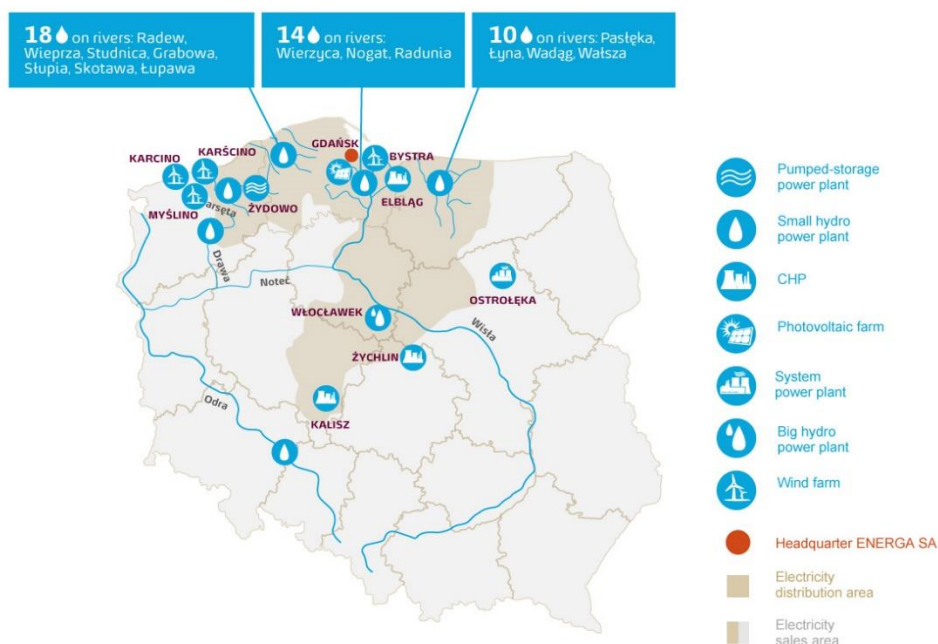 18 on rivers: Radew,
Wieprza, Studnica, Grabowa,
Słupia, Skotawa, Łupawa
14 on rivers:
Wierzyca, Nogat, Radunia
10 on rivers: Pasłęka,
Łyna, Wadąg, Wałsza
GDAŃSK
KARCINO
KARŚCINO
BYSTRA
ELBLĄG
MYŚLINO
arsęta
ŻYDOWO
Drawa
Noteć
OSTROŁĘKA
WŁOCŁAWEK
Wisła
ŻYCHLIN
Odra
KALISZ
Pumped-storage
power plant
Small hydro
power plant
CHP
Photovoltaic farm
System
power plant
Big hydro
power plant
Wind farm
Headquarter ENERGA SA
Electricity
distribution area
Electricity
sales area